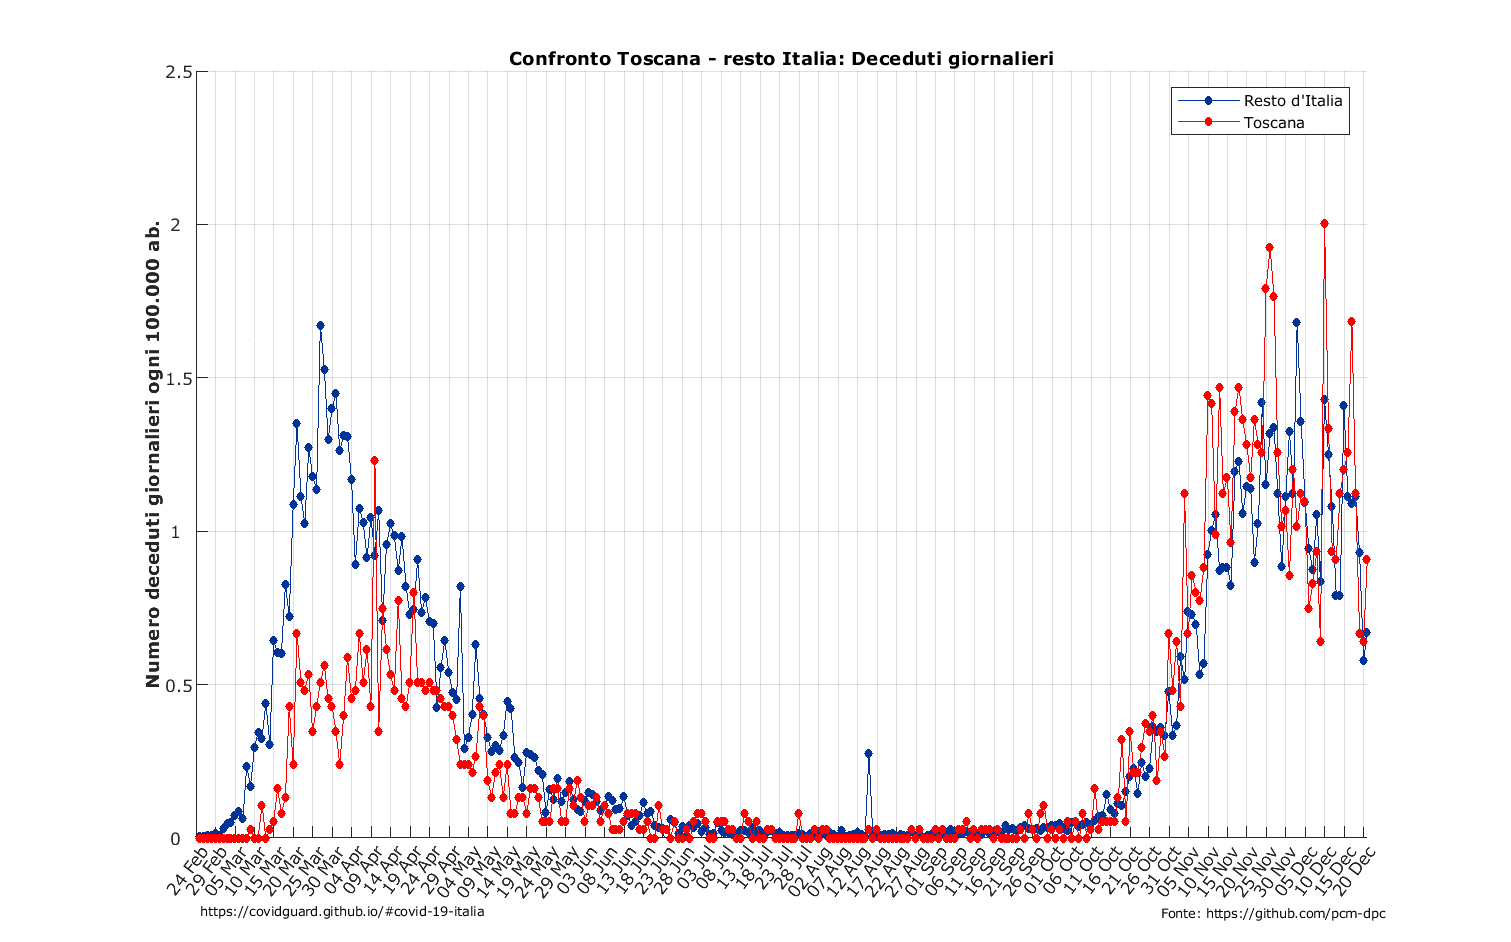 Confronto Toscana - resto Italia: Deceduti giornalieri
2.5
2
1.5
1
0.5
0
Numero deceduti giornalieri ogni 100.000 ab.
Resto d'Italia
Toscana
24 Feb
29 Feb
05 Mar
10 Mar
15 Mar
20 Mar
25 Mar
30 Mar
04 Apr
09 Apr
14 Apr
19 Apr
24 Apr
29 Apr
04 May
09 May
14 May
19 May
24 May
29 May
03 Jun
08 Jun
13 Jun
18 Jun
23 Jun
28 Jun
03 Jul
08 Jul
13 Jul
18 Jul
23 Jul
28 Jul
02 Aug
07 Aug
12 Aug
17 Aug
22 Aug
27 Aug
01 Sep
06 Sep
11 Sep
16 Sep
21 Sep
26 Sep
01 Oct
06 Oct
11 Oct
16 Oct
21 Oct
26 Oct
31 Oct
05 Nov
10 Nov
15 Nov
20 Nov
25 Nov
30 Nov
05 Dec
10 Dec
15 Dec
20 Dec
https://covidguard.github.io/#covid-19-italia
Fonte: https://github.com/pcm-dpc